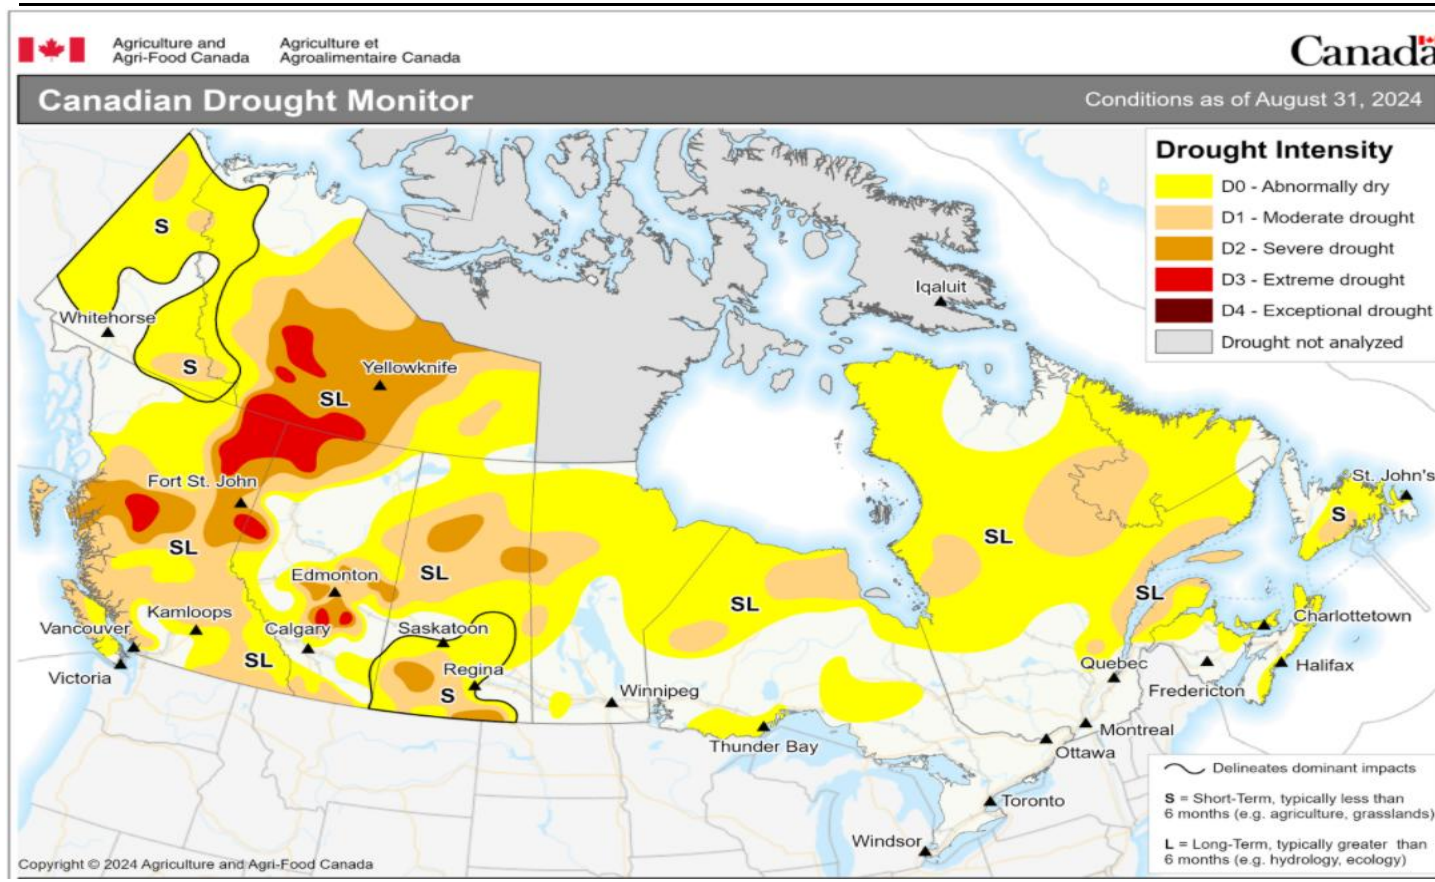 Agriculture and
Agri-Food Canada
Agriculture et
Agroalimentaire Canada
Canada
Canadian Drought Monitor
Conditions as of August 31, 2024
Drought Intensity
D0 - Abnormally dry
D1 - Moderate drought
D2 - Severe drought
D3 - Extreme drought
D4 - Exceptional drought
Drought not analyzed
S
Iqaluit
Whitehorse
S
Yellowknife
SL
Fort St. John
St. John's
S
SL
SL
Edmonton
SL
SL
SL
Kamloops
Charlottetown
Vancouver
Calgary
Saskatoon
SL
Regina
Quebec
Halifax
Victoria
S
Winnipeg
Fredericton
Montreal
Thunder Bay
Ottawa
Delineates dominant impacts
S = Short-Term, typically less than
6 months (e.g. agriculture, grasslands)
Toronto
Windsor
L = Long-Term, typically greater than
6 months (e.g. hydrology, ecology)
Copyright © 2024 Agriculture and Agri-Food Canada